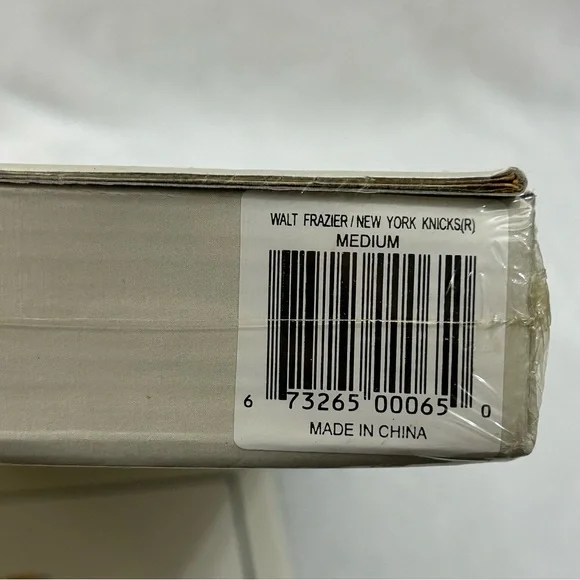 WALT FRAZIER/NEW YORK KNICKS(R)
MEDIUM
6 73265 00065 0
MADE IN CHINA